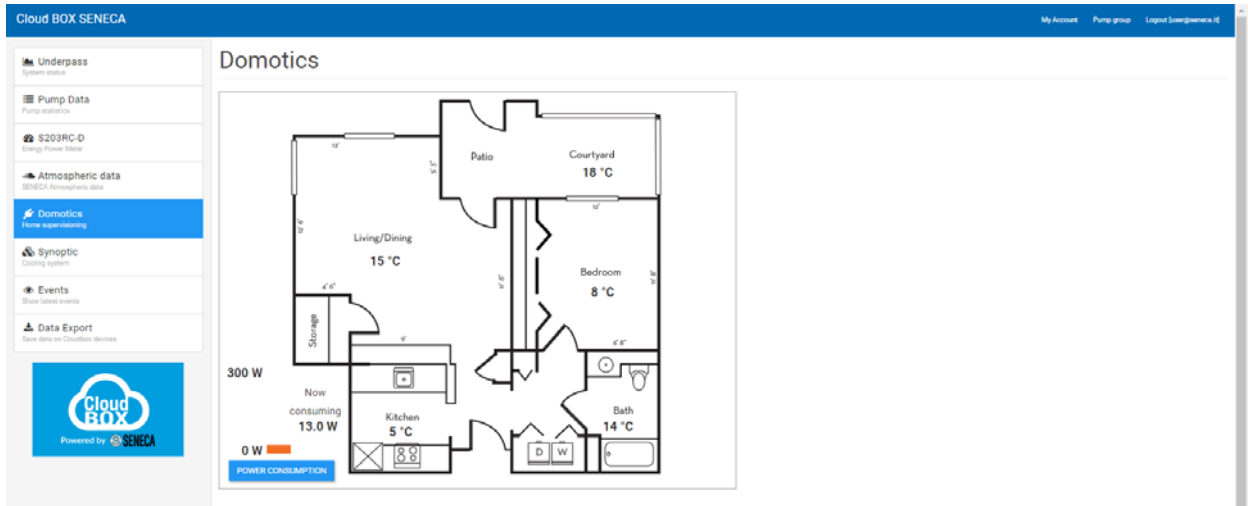 Cloud BOX SENECA
My Account Pump group Logout [user@seneca.it]
Underpass
System status
Pump Data
Pump statistics
S203RC-D
Energy Power Meter
Atmospheric data
SENECA Atmospheric data
Domotics
Home supervisioning
Synoptic
Cooling system
Events
Show latest events
Data Export
Save data on Cloudbox devices
Cloud
BOX
Powered by SENECA
Domotics
Patio
Courtyard
18 °C
12'
Living/Dining
15 °C
Bedroom
8 °C
Storage
9'
300 W
Now
consuming
13.0 W
0 W
POWER CONSUMPTION
Kitchen
5 °C
Bath
14 °C
D W